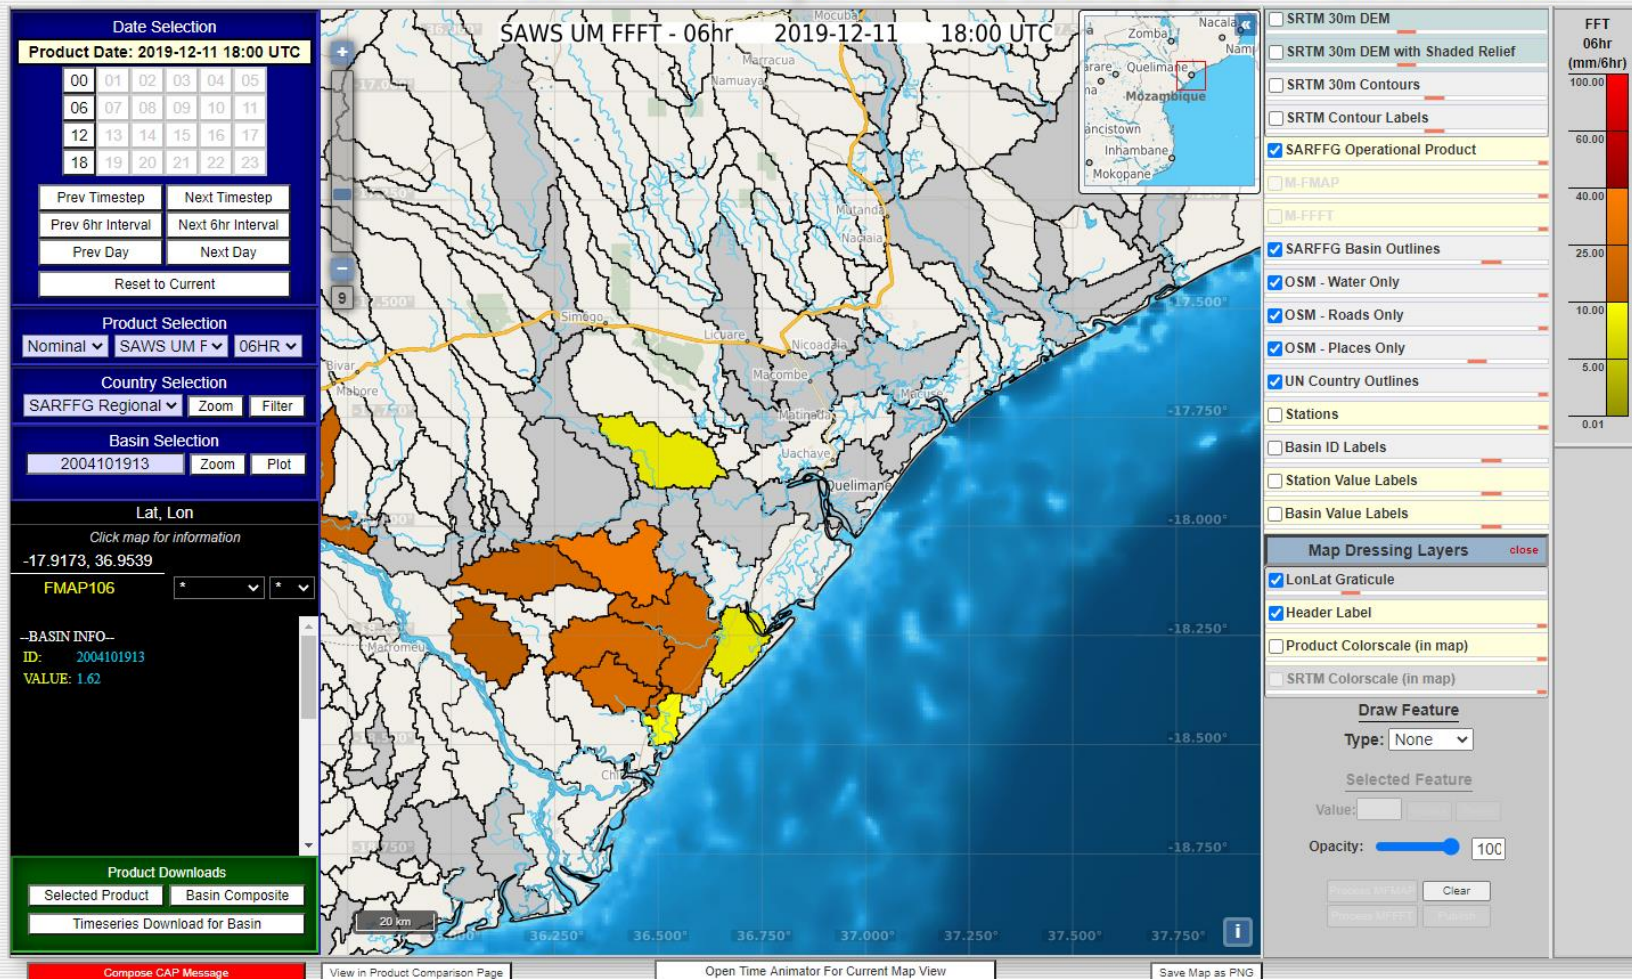 Date Selection
Product Date: 2019-12-11 18:00 UTC
00 01 02 03 04 05
06 07 08 09 10 11
12 13 14 15 16 17
18 19 20 21 22 23
Prev Timestep Next Timestep
Prev 6hr Interval Next 6hr Interval
Prev Day Next Day
Reset to Current
Product Selection
Nominal SAWS UM F 06HR
Country Selection
SARFFG Regional Zoom Filter
Basin Selection
2004101913 Zoom Plot
Lat, Lon
Click map for information
-17.9173, 36.9539
FMAP106 * *
--BASIN INFO--
ID: 2004101913
VALUE: 1.62
Product Downloads
Selected Product Basin Composite
Timeseries Download for Basin
Compose CAP Message
SAWS UM FFFT - 06hr 2019-12-11 18:00 UTC
+
−
9
Mocuba
Marracua
Namuaya
Mutanda
Naciaia
Simogo
Licuare
Nicoadala
Bivar
Mabore
Macombe
Macuse
Matinada
Uachave
Quelimane
Marromeu
-17.500°
-17.750°
-18.000°
-18.250°
-18.500°
-18.750°
36.250° 36.500° 36.750° 37.000° 37.250° 37.500° 37.750°
20 km
i
«
Nacala
Zomba
Nam
arare
Quelimane
Mozambique
ancistown
Inhambane
Mokopane
View in Product Comparison Page
Open Time Animator For Current Map View
Save Map as PNG
SRTM 30m DEM
SRTM 30m DEM with Shaded Relief
SRTM 30m Contours
SRTM Contour Labels
SARFFG Operational Product
M-FMAP
M-FFFT
SARFFG Basin Outlines
OSM - Water Only
OSM - Roads Only
OSM - Places Only
UN Country Outlines
Stations
Basin ID Labels
Station Value Labels
Basin Value Labels
Map Dressing Layers close
LonLat Graticule
Header Label
Product Colorscale (in map)
SRTM Colorscale (in map)
Draw Feature
Type: None
Selected Feature
Value:
Opacity: 100
Process MFMAP Clear
Process MFFFT Publish
FFT
06hr
(mm/6hr)
100.00
60.00
40.00
25.00
10.00
5.00
0.01